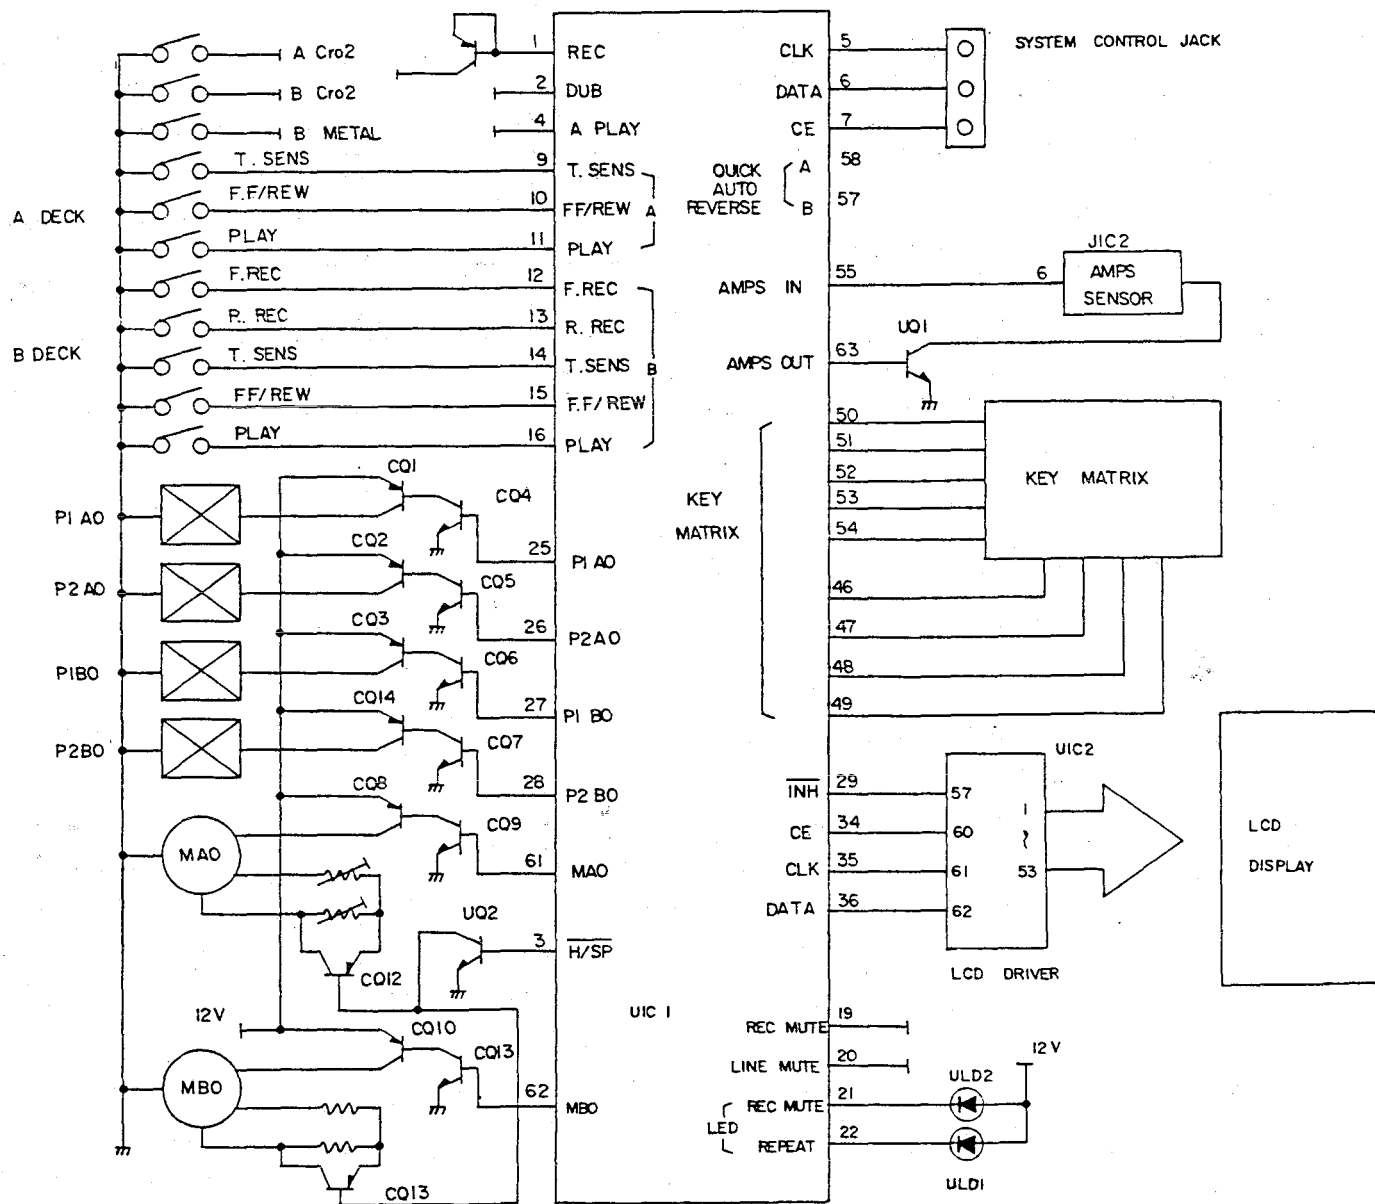 A Cro2
B Cro2
B METAL
T. SENS
F.F/REW
A DECK
PLAY
F.REC
R. REC
B DECK
T. SENS
FF/REW
PLAY
P1 AO
P2 AO
P1BO
P2BO
MAO
12V
MBO
CQ1
CQ4
CQ2
CQ5
CQ3
CQ6
CQ14
CQ7
CQ8
CQ9
UQ2
CQ12
CQ10
CQ13
CQ13
1 REC
2 DUB
4 A PLAY
9 T. SENS
10 FF/REW A
11 PLAY
12 F.REC
13 R. REC
14 T.SENS B
15 F.F/REW
16 PLAY
25 P1 AO
26 P2AO
27 P1 BO
28 P2 BO
61 MAO
3 H/SP
UIC 1
62 MBO
CLK 5
DATA 6
CE 7
SYSTEM CONTROL JACK
QUICK AUTO REVERSE
A 58
B 57
AMPS IN 55
6
JIC2
AMPS
SENSOR
UQ1
AMPS OUT 63
KEY
MATRIX
50
51
52
53
54
46
47
48
49
KEY MATRIX
UIC2
INH 29 57
CE 34 60
CLK 35 61
DATA 36 62
1
~
53
LCD DRIVER
LCD
DISPLAY
REC MUTE 19
LINE MUTE 20
LED
REC MUTE 21
REPEAT 22
12V
ULD2
ULD1